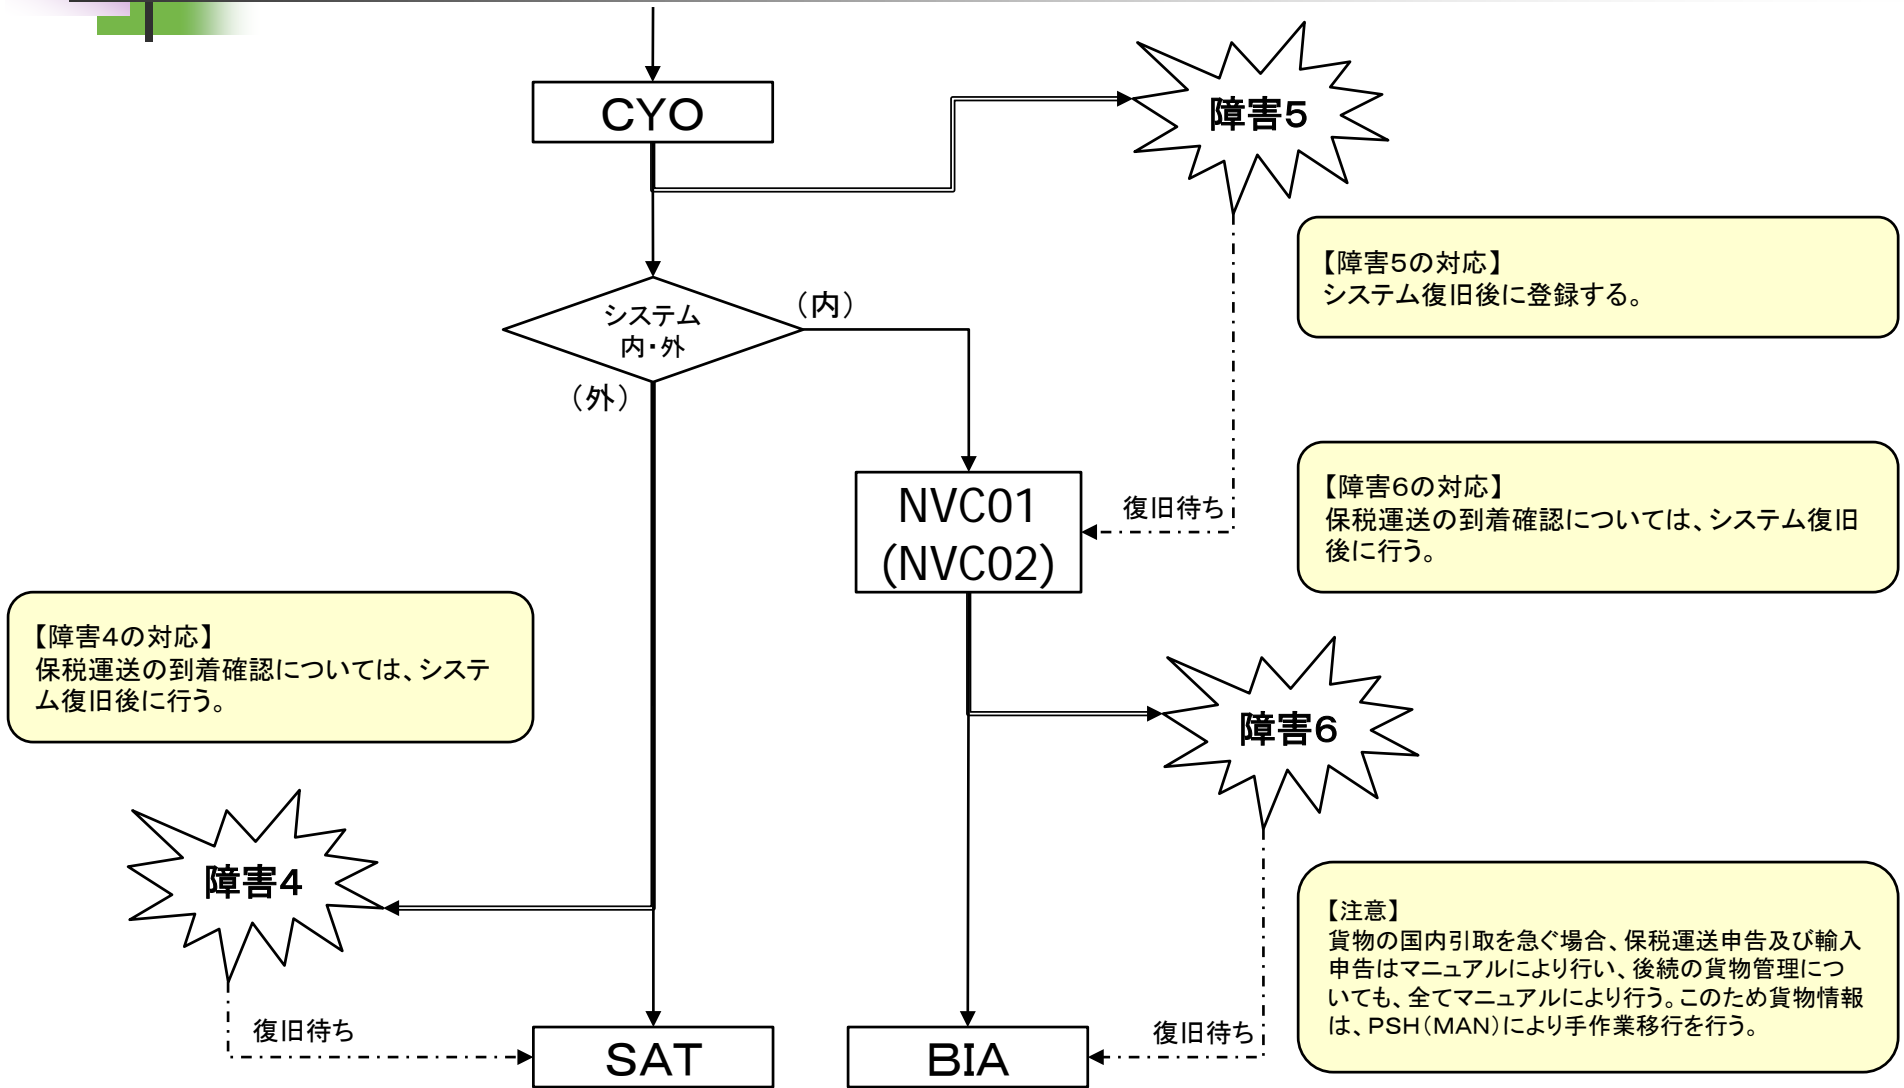 CYO
障害5
【障害5の対応】
システム復旧後に登録する。
システム
内・外
（内）
（外）
NVC01
(NVC02)
復旧待ち
【障害6の対応】
保税運送の到着確認については、システム復旧
後に行う。
【障害4の対応】
保税運送の到着確認については、システ
ム復旧後に行う。
障害6
障害4
【注意】
貨物の国内引取を急ぐ場合、保税運送申告及び輸入
申告はマニュアルにより行い、後続の貨物管理につ
いても、全てマニュアルにより行う。このため貨物情報
は、PSH（MAN）により手作業移行を行う。
復旧待ち
SAT
復旧待ち
BIA